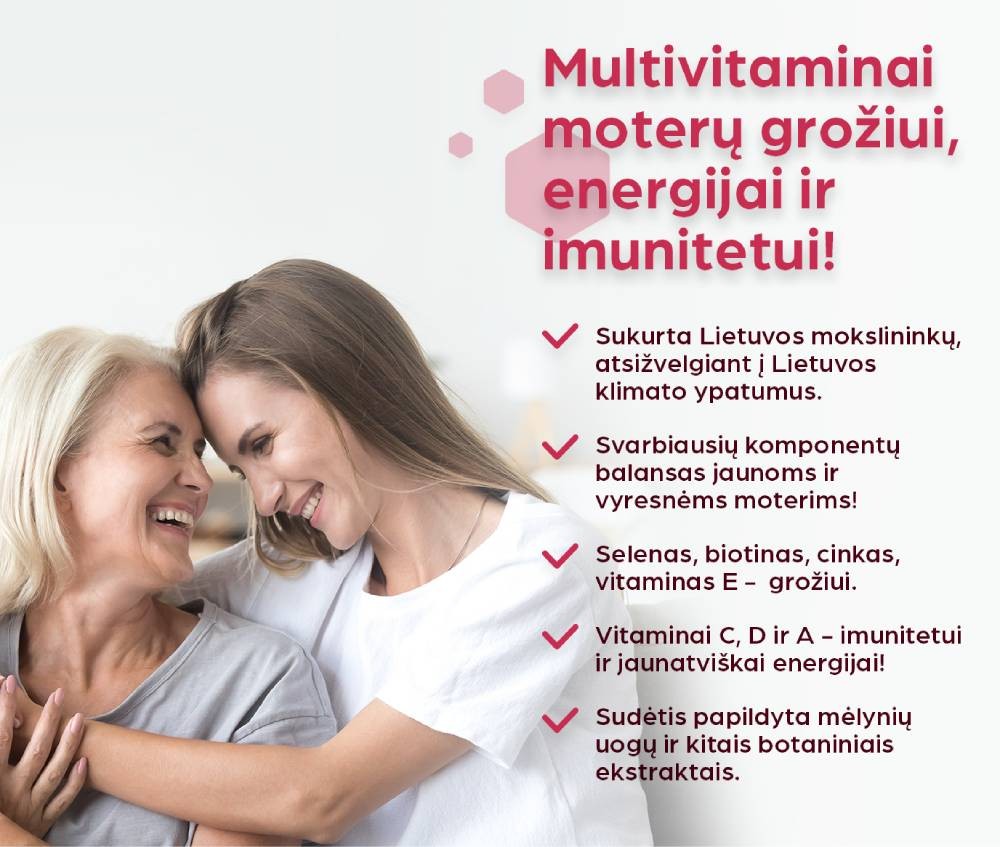 Multivitaminai
moterų grožiui,
energijai ir
imunitetui!
Sukurta Lietuvos mokslininkų,
atsižvelgiant į Lietuvos
klimato ypatumus.
Svarbiausių komponentų
balansas jaunoms ir
vyresnėms moterims!
Selenas, biotinas, cinkas,
vitaminas E - grožiui.
Vitaminai C, D ir A - imunitetui
ir jaunatviškai energijai!
Sudėtis papildyta mėlynių
uogų ir kitais botaniniais
ekstraktais.